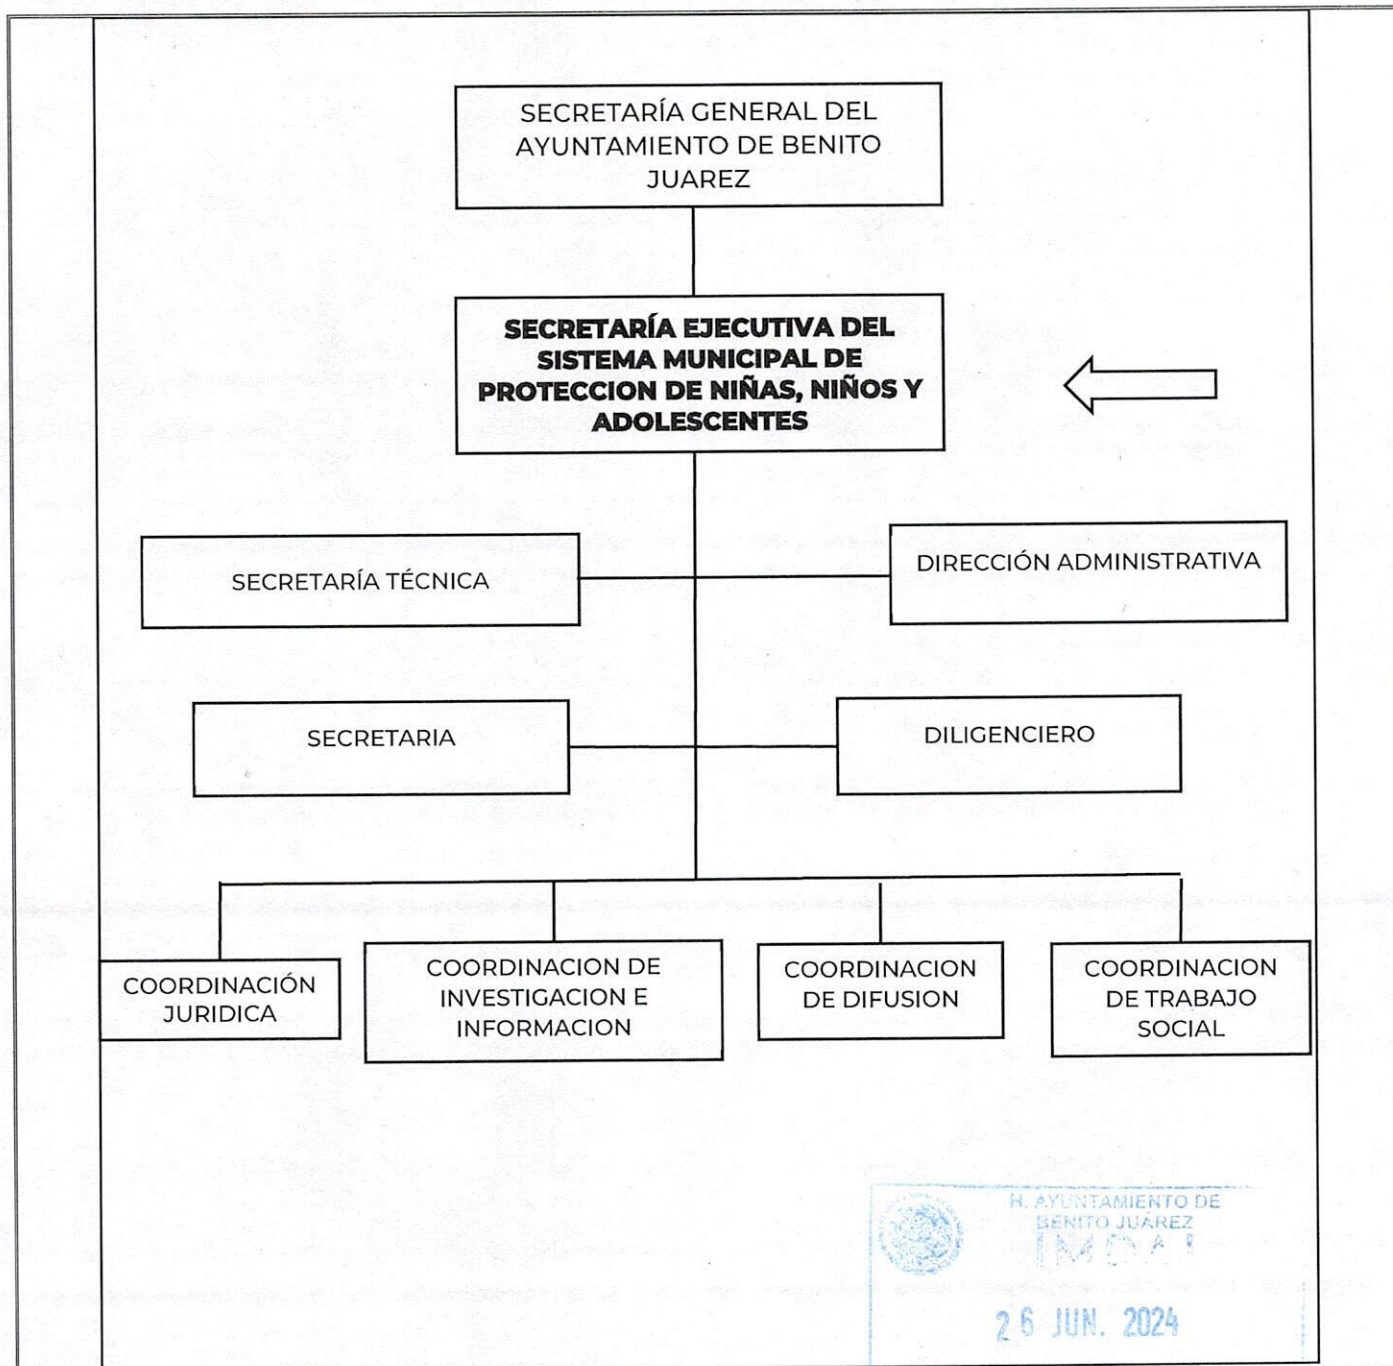 SECRETARÍA GENERAL DEL
AYUNTAMIENTO DE BENITO
JUAREZ
SECRETARÍA EJECUTIVA DEL
SISTEMA MUNICIPAL DE
PROTECCION DE NIÑAS, NIÑOS Y
ADOLESCENTES
SECRETARÍA TÉCNICA
DIRECCIÓN ADMINISTRATIVA
SECRETARIA
DILIGENCIERO
COORDINACIÓN
JURIDICA
COORDINACION DE
INVESTIGACION E
INFORMACION
COORDINACION
DE DIFUSION
COORDINACION
DE TRABAJO
SOCIAL
H. AYUNTAMIENTO DE
BENITO JUÁREZ
26 JUN. 2024